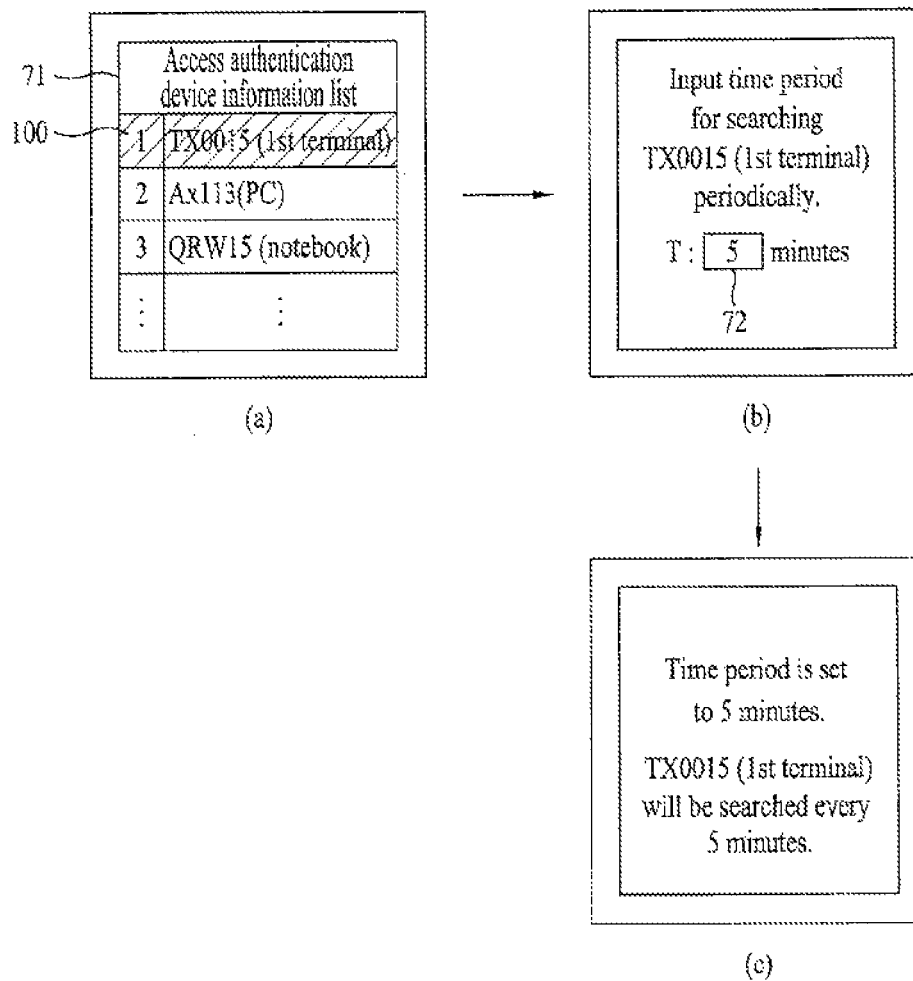 71
Access authentication
device information list
100
1 TX0015 (1st terminal)
2 Ax113(PC)
3 QRW15 (notebook)
⋮ ⋮
(a)
Input time period
for searching
TX0015 (1st terminal)
periodically.
T : 5 minutes
72
(b)
Time period is set
to 5 minutes.
TX0015 (1st terminal)
will be searched every
5 minutes.
(c)